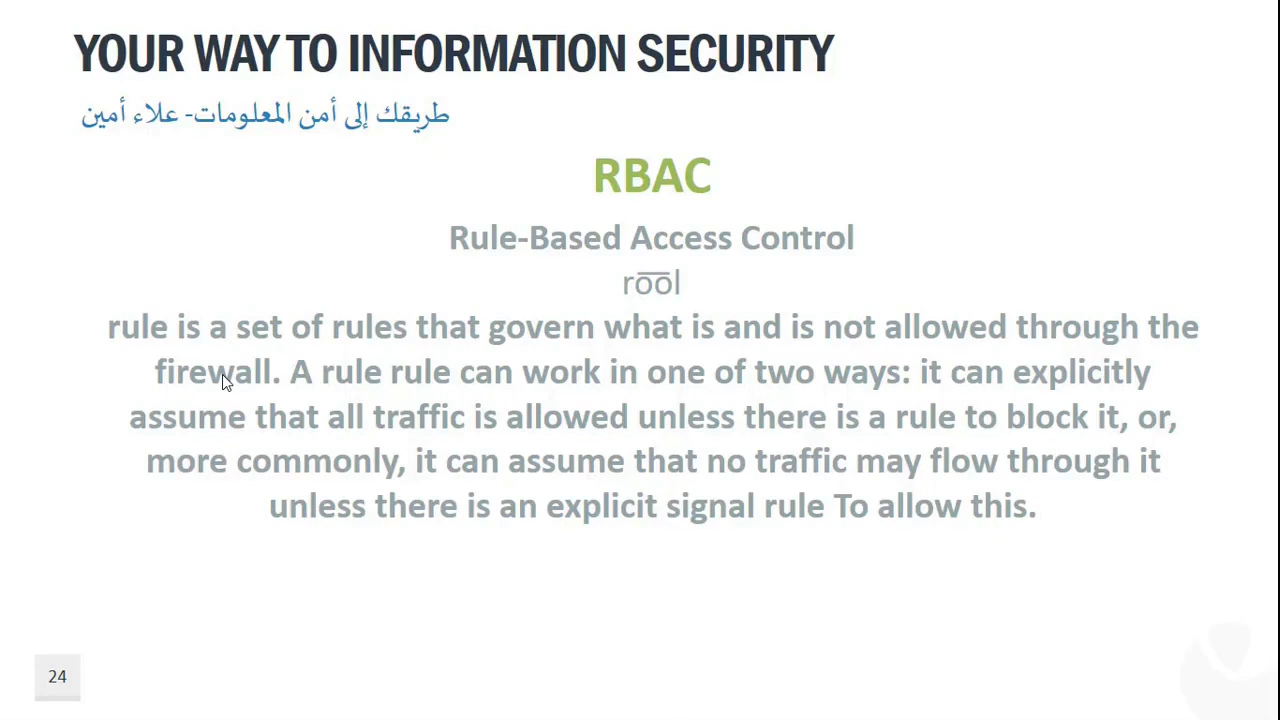 YOUR WAY TO INFORMATION SECURITY
طريقك إلى أمن المعلومات- علاء أمين
RBAC
Rule-Based Access Control
ro͞ol
rule is a set of rules that govern what is and is not allowed through the
firewall. A rule rule can work in one of two ways: it can explicitly
assume that all traffic is allowed unless there is a rule to block it, or,
more commonly, it can assume that no traffic may flow through it
unless there is an explicit signal rule To allow this.
24